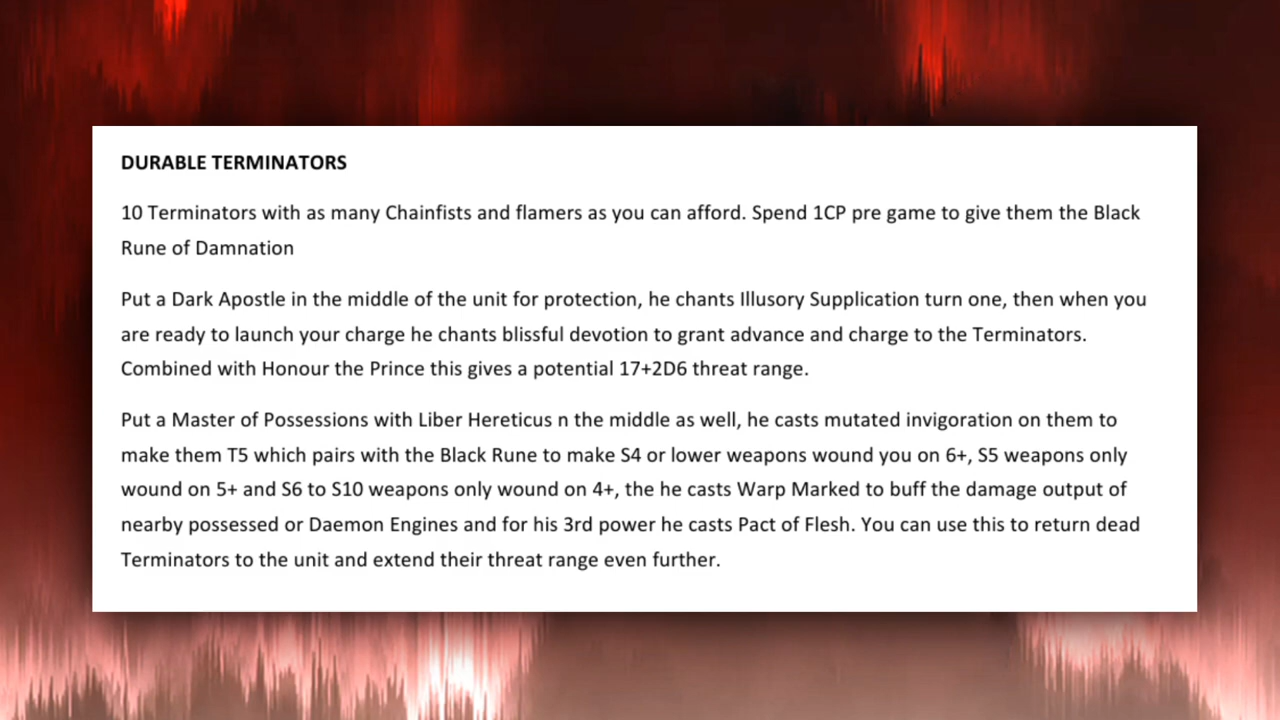 DURABLE TERMINATORS
10 Terminators with as many Chainfists and flamers as you can afford. Spend 1CP pre game to give them the Black
Rune of Damnation
Put a Dark Apostle in the middle of the unit for protection, he chants Illusory Supplication turn one, then when you
are ready to launch your charge he chants blissful devotion to grant advance and charge to the Terminators.
Combined with Honour the Prince this gives a potential 17+2D6 threat range.
Put a Master of Possessions with Liber Hereticus n the middle as well, he casts mutated invigoration on them to
make them T5 which pairs with the Black Rune to make S4 or lower weapons wound you on 6+, S5 weapons only
wound on 5+ and S6 to S10 weapons only wound on 4+, the he casts Warp Marked to buff the damage output of
nearby possessed or Daemon Engines and for his 3rd power he casts Pact of Flesh. You can use this to return dead
Terminators to the unit and extend their threat range even further.